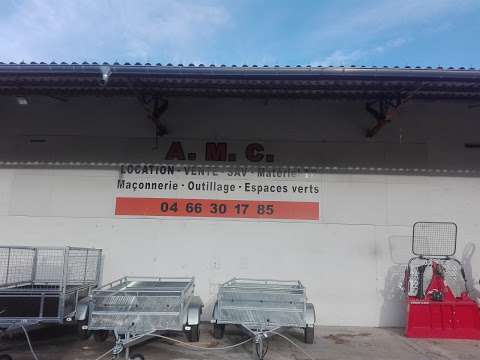 A. M. C.
LOCATION - VENTE - SAV - Matériel
Maçonnerie - Outillage - Espaces verts
04 66 30 17 85